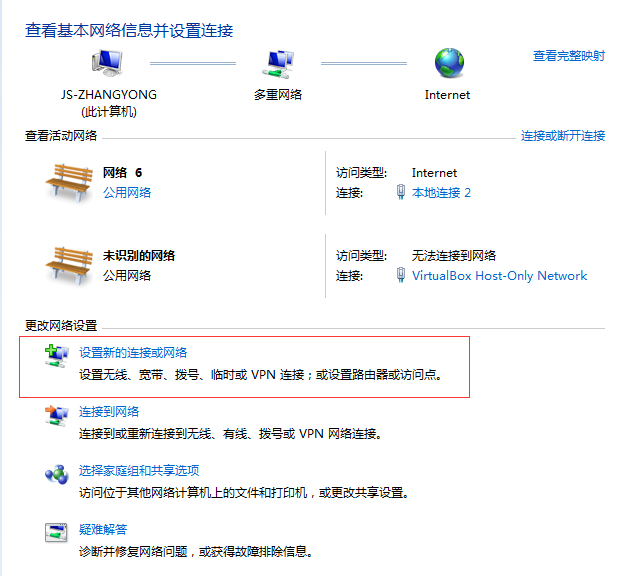 查看基本网络信息并设置连接
查看完整映射
JS-ZHANGYONG
(此计算机)
多重网络
Internet
查看活动网络
连接或断开连接
网络 6
公用网络
访问类型: Internet
连接: 本地连接 2
未识别的网络
公用网络
访问类型: 无法连接到网络
连接: VirtualBox Host-Only Network
更改网络设置
设置新的连接或网络
设置无线、宽带、拨号、临时或 VPN 连接；或设置路由器或访问点。
连接到网络
连接到或重新连接到无线、有线、拨号或 VPN 网络连接。
选择家庭组和共享选项
访问位于其他网络计算机上的文件和打印机，或更改共享设置。
疑难解答
诊断并修复网络问题，或获得故障排除信息。